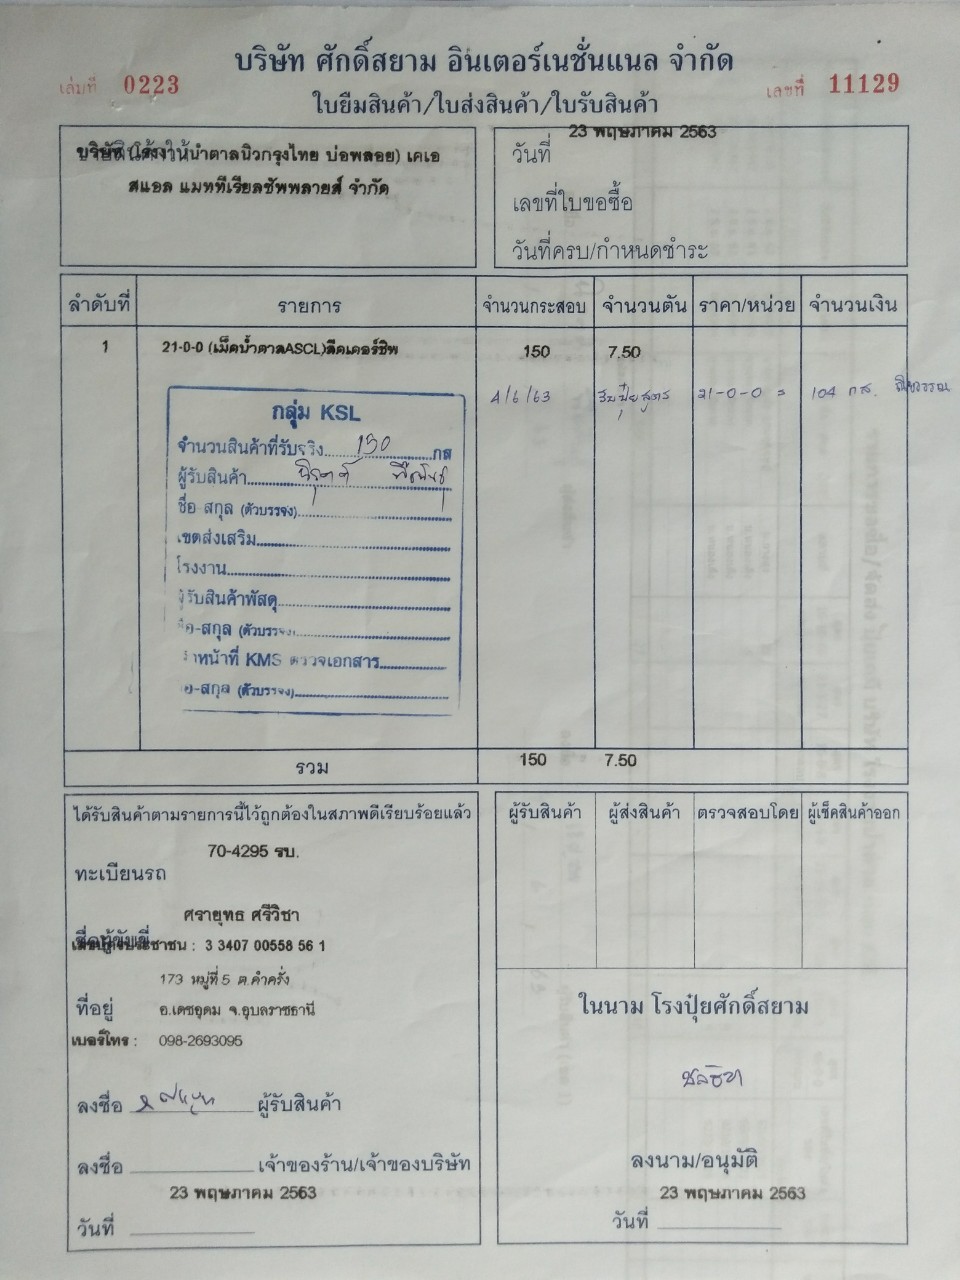 บริษัท ศักดิ์สยาม อินเตอร์เนชั่นแนล จำกัด
เล่มที่ 0223
เลขที่ 11129
ใบยืมสินค้า/ใบส่งสินค้า/ใบรับสินค้า
23 พฤษภาคม 2563
บริษัท (โรงงานน้ำตาลนิวกรุงไทย บ่อพลอย) เคเอ
สแอล แมททีเรียลซัพพลายส์ จำกัด
วันที่
เลขที่ใบขอซื้อ
วันที่ครบ/กำหนดชำระ
ลำดับที่ รายการ จำนวนกระสอบ จำนวนตัน ราคา/หน่วย จำนวนเงิน
1 21-0-0 (เม็ดน้ำตาลASCL)ลีดเดอร์ชิพ 150 7.50
4/6/63 21-0-0 = 104 กส.
กลุ่ม KSL
จำนวนสินค้าที่รับจริง 150 กส
ผู้รับสินค้า
ชื่อ-สกุล (ตัวบรรจง)
เขตส่งเสริม
โรงงาน
ผู้รับสินค้าพัสดุ
ชื่อ-สกุล (ตัวบรรจง)
เจ้าหน้าที่ KMS ตรวจเอกสาร
ชื่อ-สกุล (ตัวบรรจง)
รวม 150 7.50
ได้รับสินค้าตามรายการนี้ไว้ถูกต้องในสภาพดีเรียบร้อยแล้ว
70-4295 รบ.
ทะเบียนรถ
ศรายุทธ ศรีวิชา
ชื่อผู้ขับขี่
เลขบัตรประชาชน : 3 3407 00558 56 1
173 หมู่ที่ 5 ต.คำครั่ง
ที่อยู่ อ.เดชอุดม จ.อุบลราชธานี
เบอร์โทร : 098-2693095
ลงชื่อ ผู้รับสินค้า
ลงชื่อ เจ้าของร้าน/เจ้าของบริษัท
23 พฤษภาคม 2563
วันที่
ผู้รับสินค้า ผู้ส่งสินค้า ตรวจสอบโดย ผู้เช็คสินค้าออก
ในนาม โรงปุ๋ยศักดิ์สยาม
ลงนาม/อนุมัติ
23 พฤษภาคม 2563
วันที่